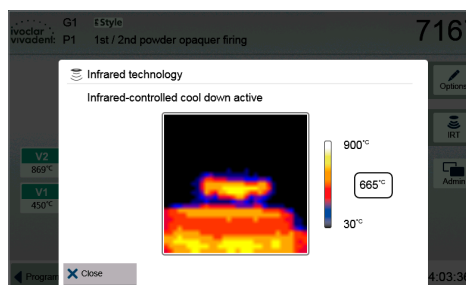 ivoclar
vivadent:
G1 IStyle
P1 1st / 2nd powder opaquer firing
716
Infrared technology
Infrared-controlled cool down active
900°C
665°C
30°C
Options
IRT
Admin
V2
869°C
V1
450°C
Program
Close
4:03:36